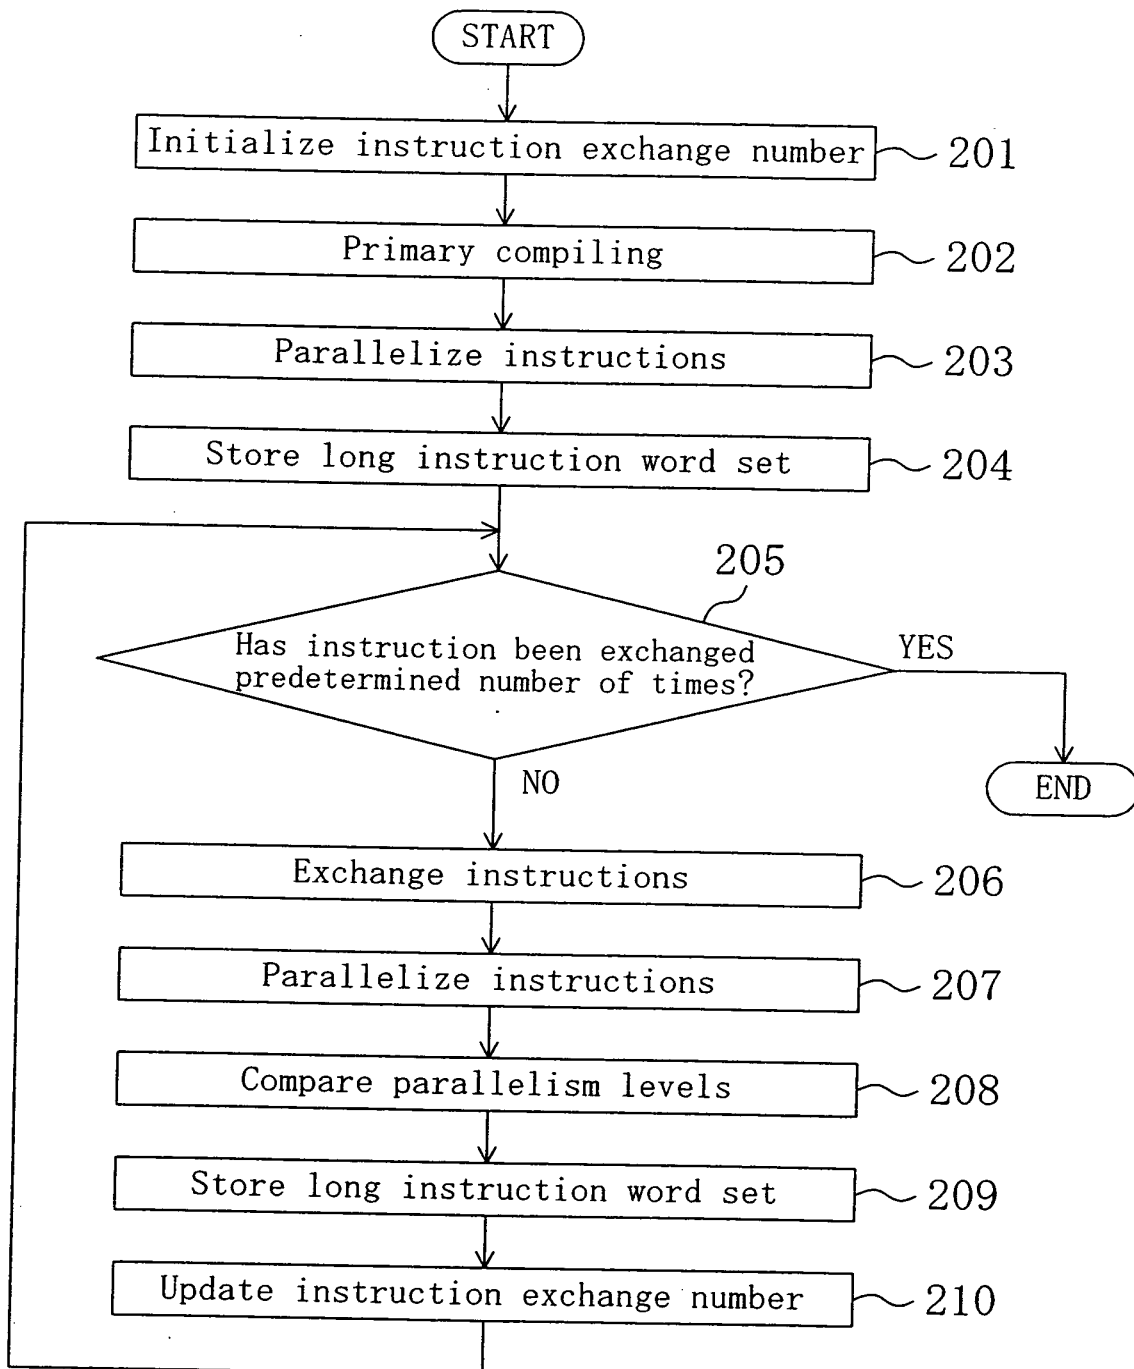 START
Initialize instruction exchange number
201
Primary compiling
202
Parallelize instructions
203
Store long instruction word set
204
205
Has instruction been exchanged
predetermined number of times?
YES
NO
END
Exchange instructions
206
Parallelize instructions
207
Compare parallelism levels
208
Store long instruction word set
209
Update instruction exchange number
210